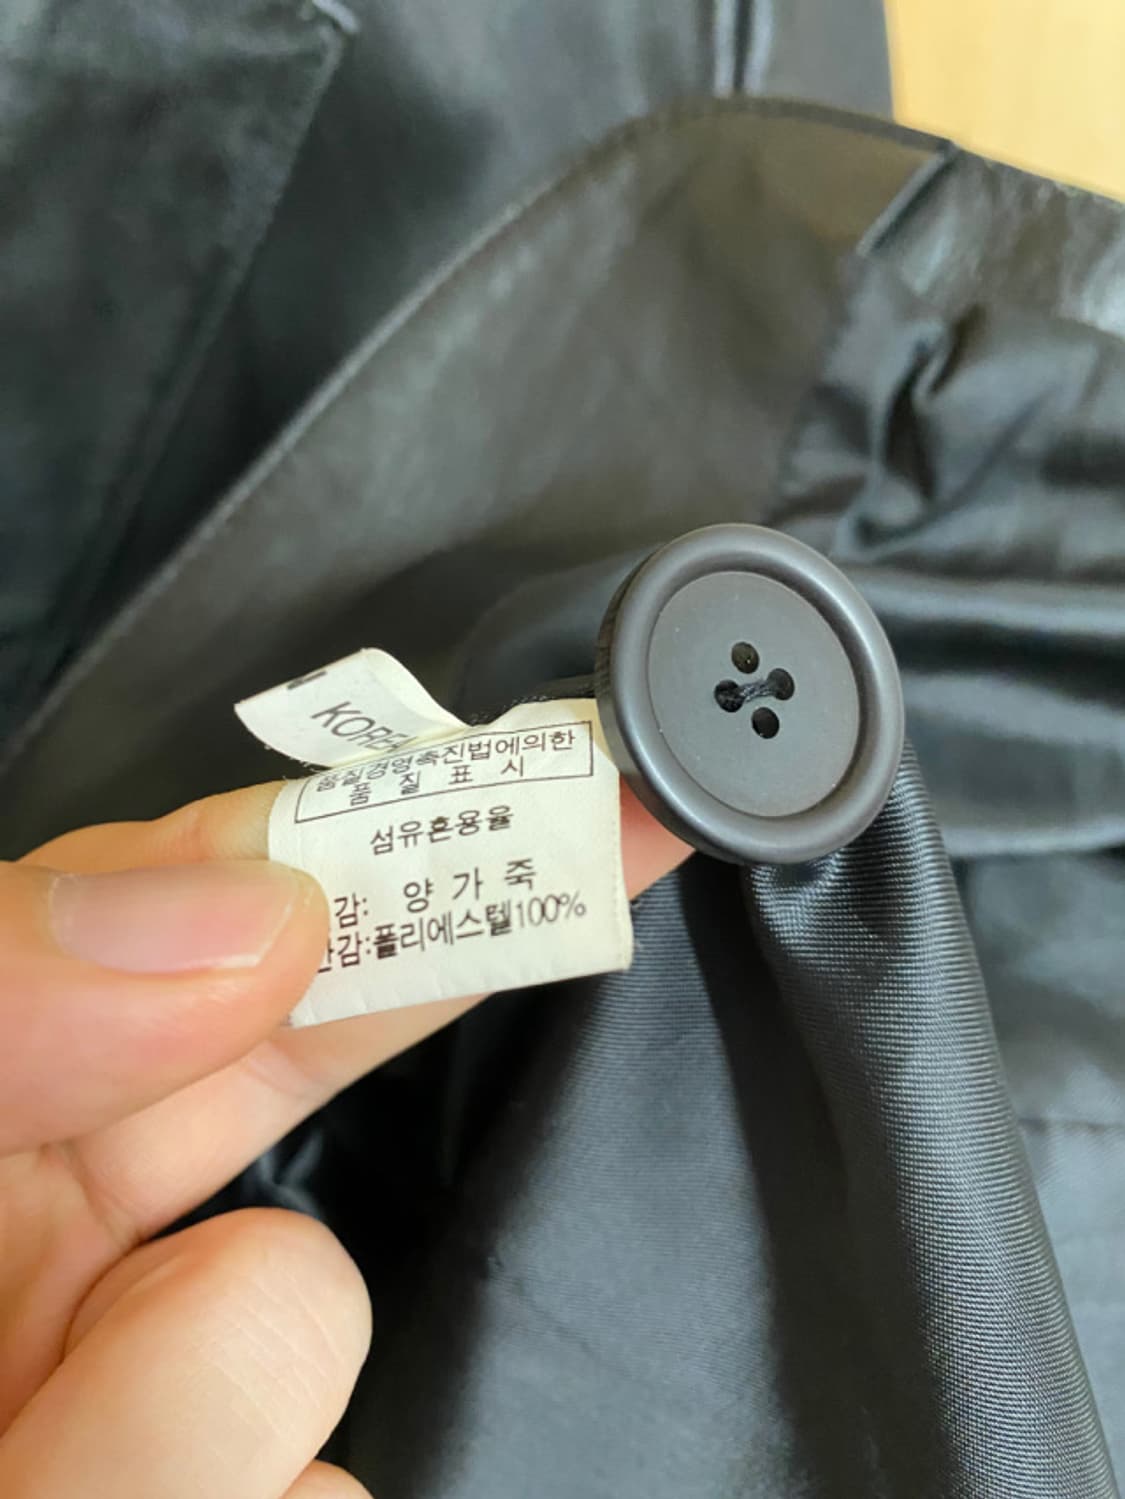 KOREA
품질경영촉진법에의한
품 질 표 시
섬유혼용율
감: 양 가 죽
안감:폴리에스텔100%